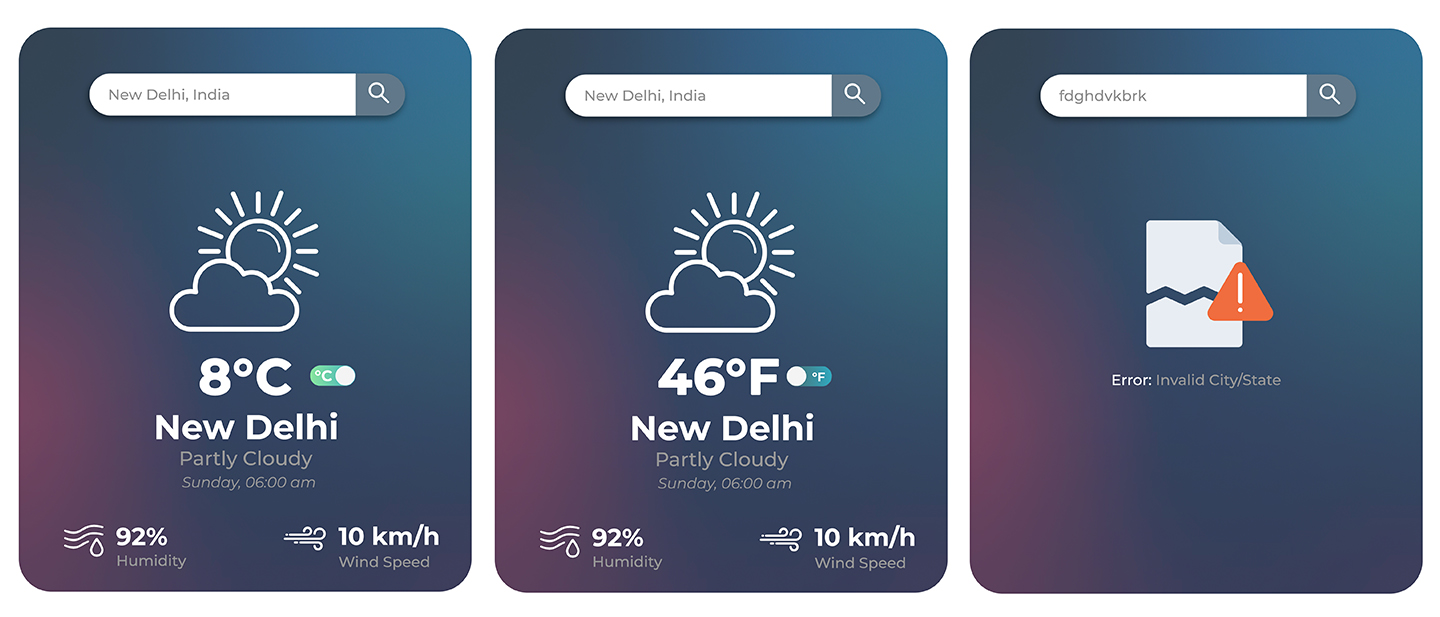 New Delhi, India
8°C
°C
New Delhi
Partly Cloudy
Sunday, 06:00 am
92%
Humidity
10 km/h
Wind Speed
New Delhi, India
46°F
°F
New Delhi
Partly Cloudy
Sunday, 06:00 am
92%
Humidity
10 km/h
Wind Speed
fdghdvkbrk
Error: Invalid City/State